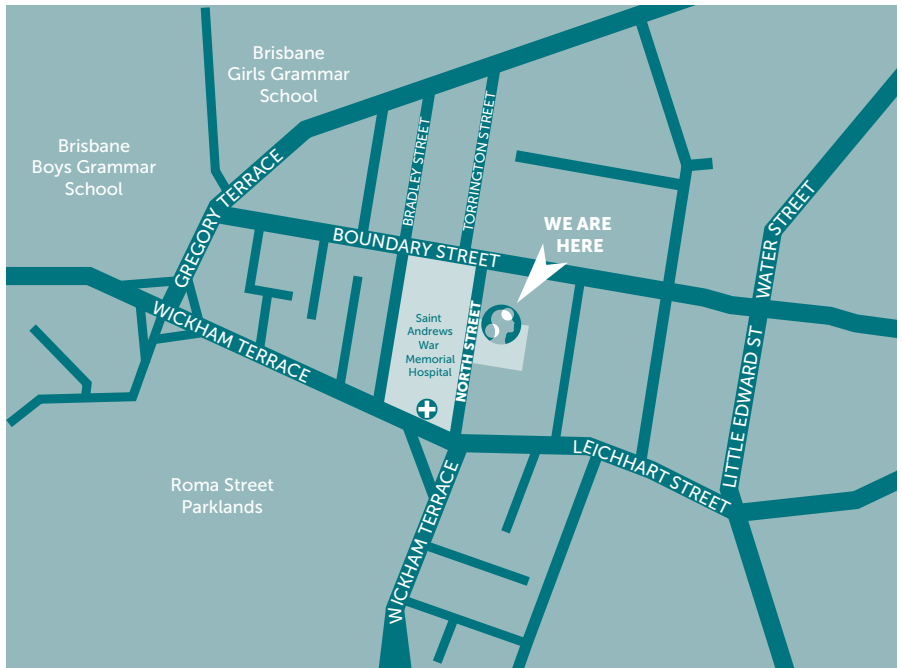 Brisbane
Girls Grammar
School
Brisbane
Boys Grammar
School
GREGORY TERRACE
BRADLEY STREET
TORRINGTON STREET
WE ARE
HERE
WATER STREET
BOUNDARY STREET
WICKHAM TERRACE
Saint
Andrews
War
Memorial
Hospital
NORTH STREET
LITTLE EDWARD ST
LEICHHART STREET
Roma Street
Parklands
WICKHAM TERRACE